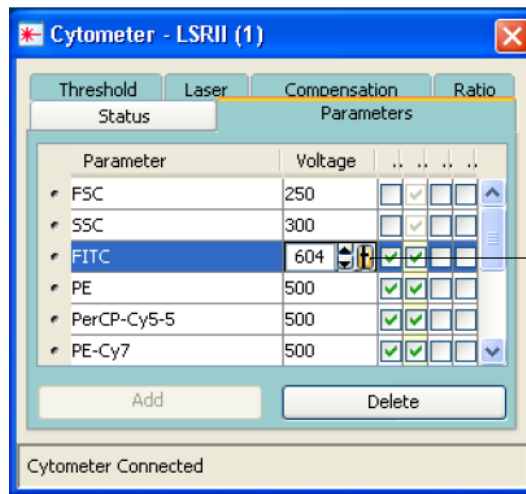 Cytometer - LSRII (1)
Threshold Laser Compensation Ratio
Status Parameters
Parameter Voltage .. .. .. ..
FSC 250
SSC 300
FITC 604 f
PE 500
PerCP-Cy5-5 500
PE-Cy7 500
Add Delete
Cytometer Connected